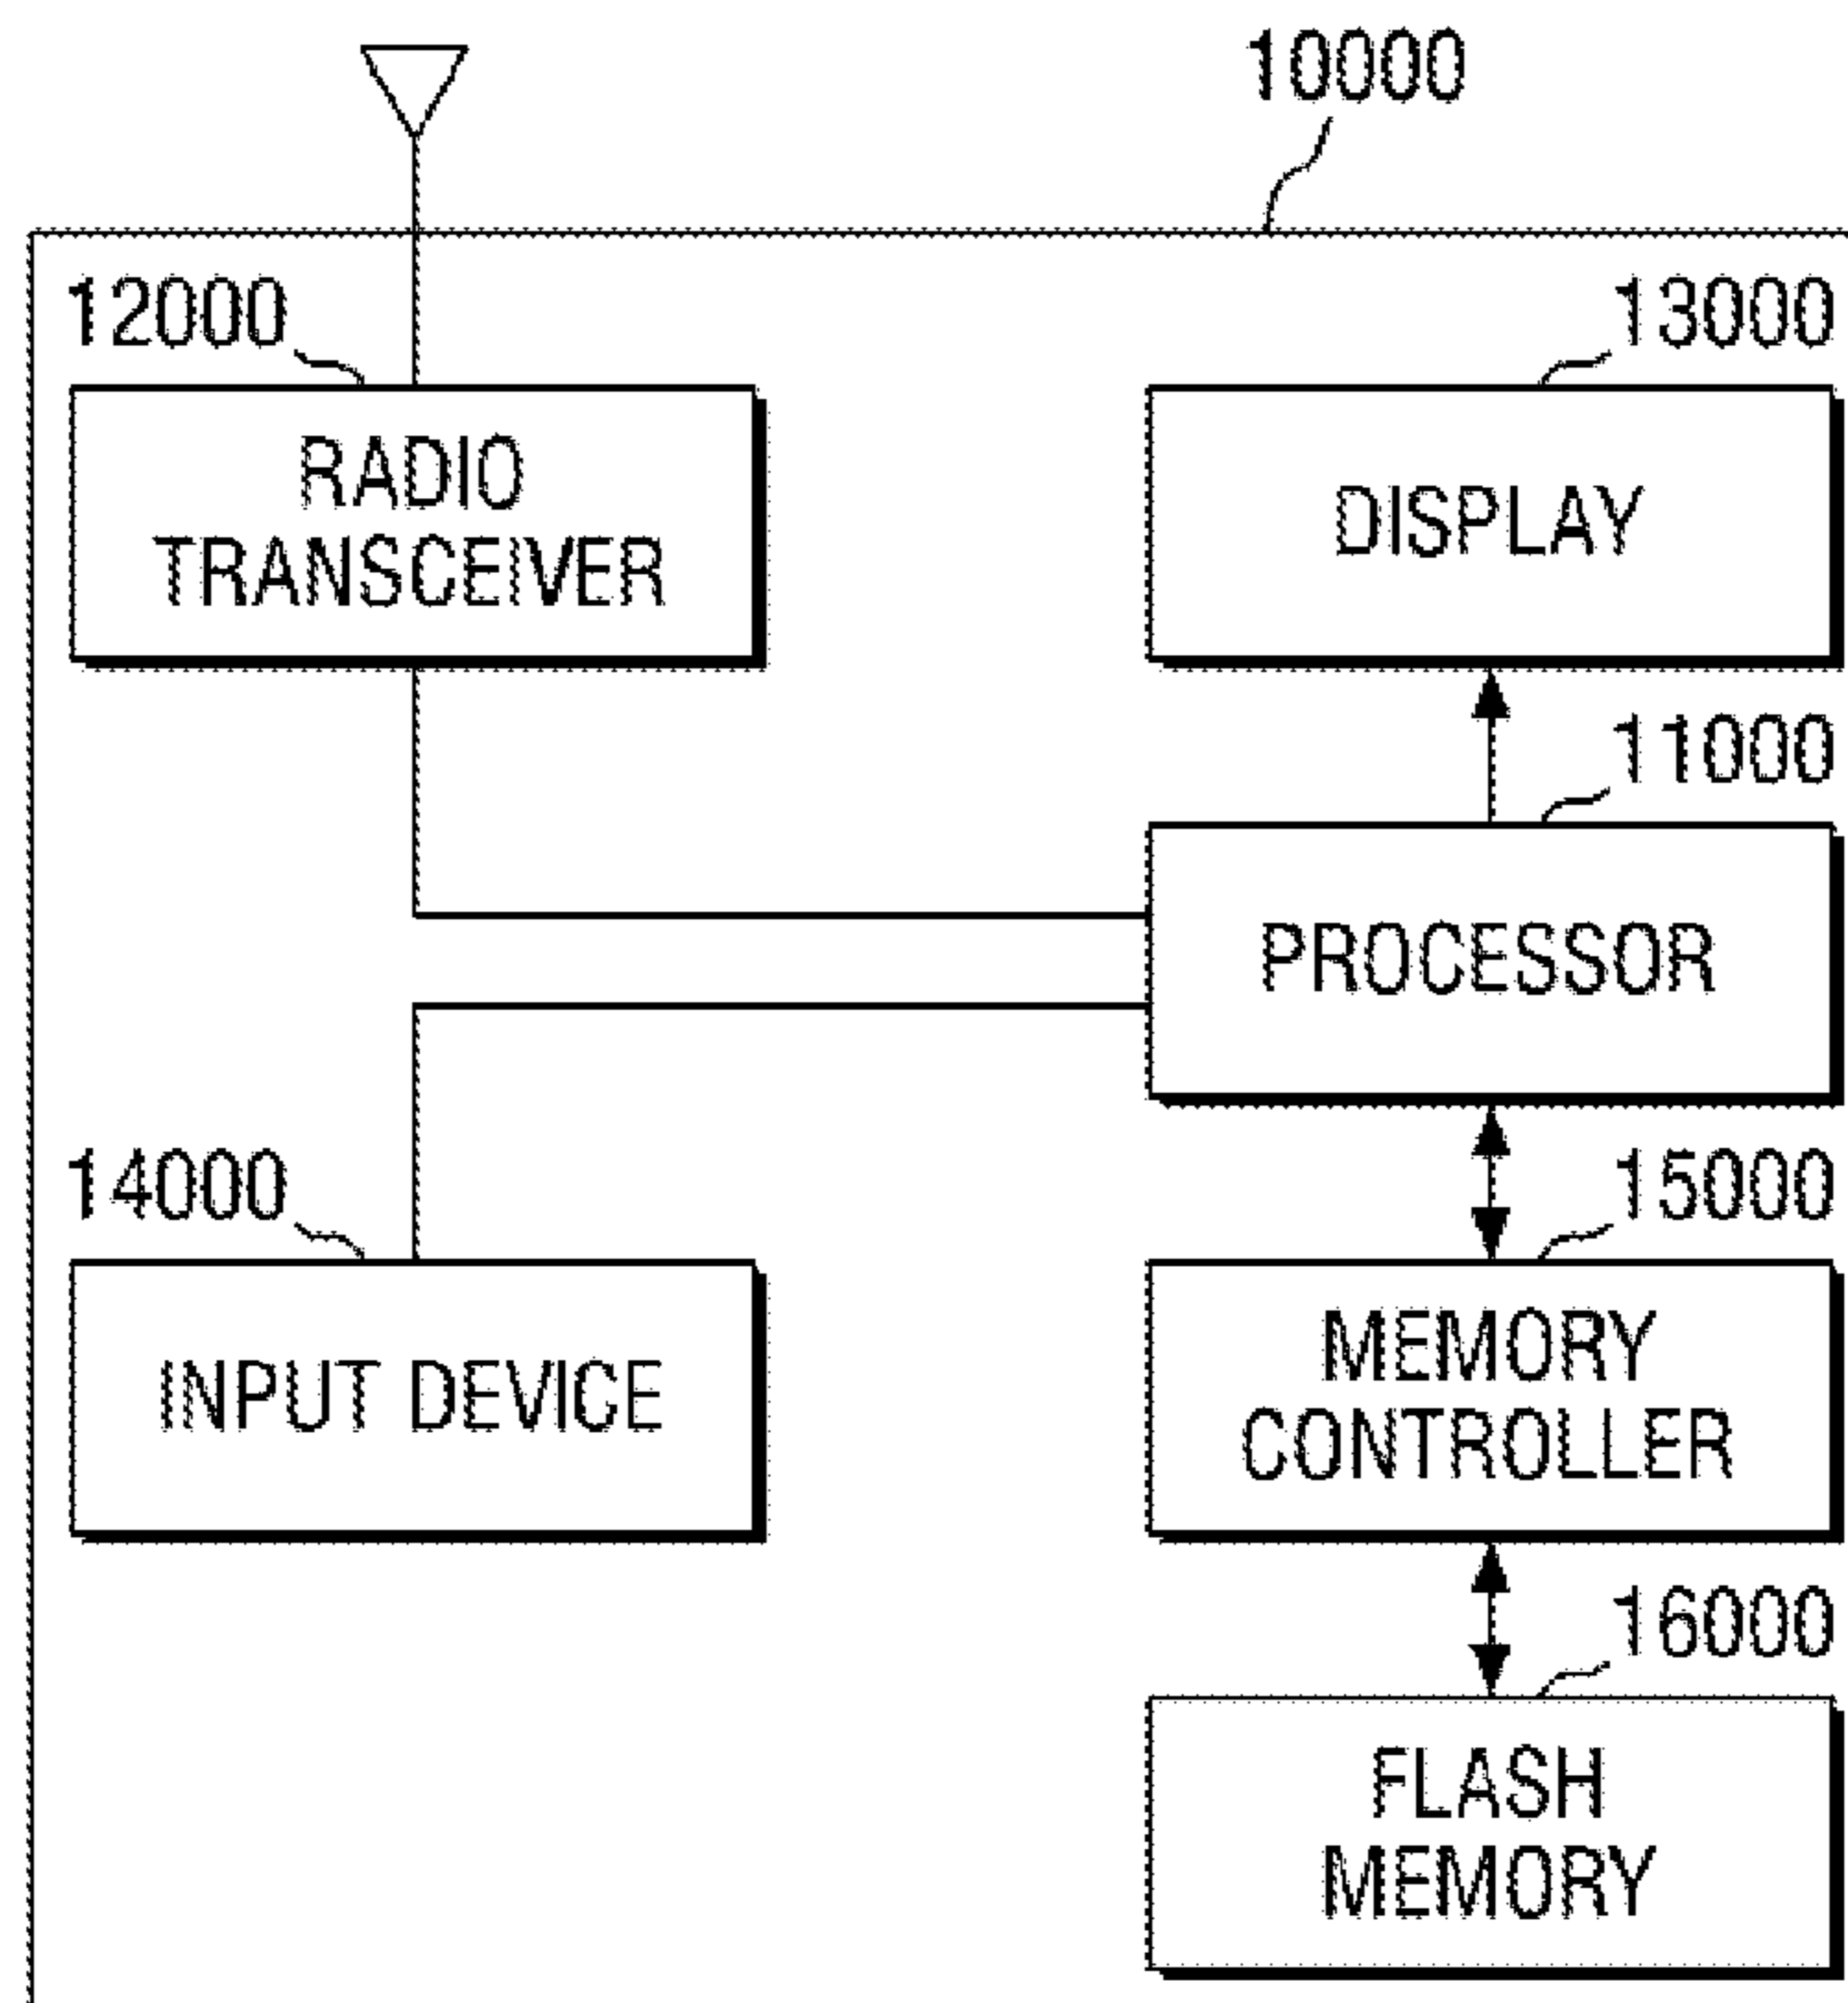 10000
12000
13000
RADIO
TRANSCEIVER
DISPLAY
11000
PROCESSOR
14000
15000
INPUT DEVICE
MEMORY
CONTROLLER
16000
FLASH
MEMORY